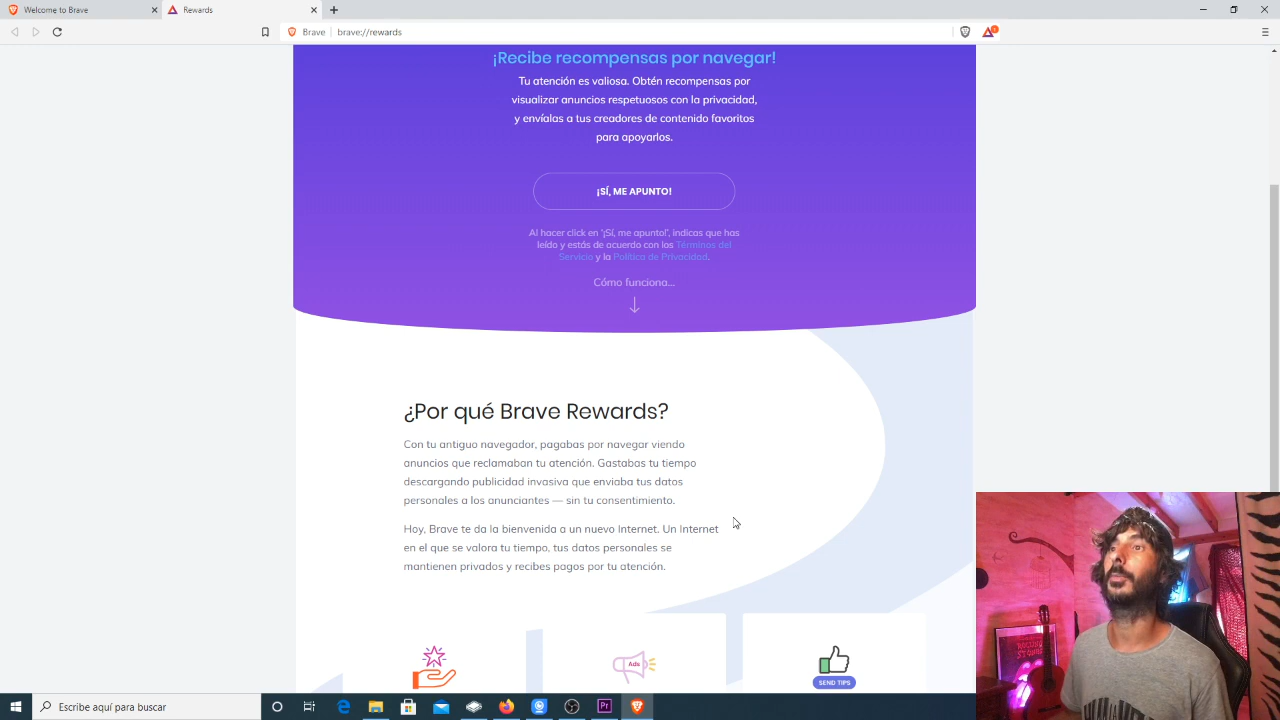 Welcome to Brave
Rewards
Brave
brave://rewards
1
¡Recibe recompensas por navegar!
Tu atención es valiosa. Obtén recompensas por
visualizar anuncios respetuosos con la privacidad,
y envíalas a tus creadores de contenido favoritos
para apoyarlos.
¡SÍ, ME APUNTO!
Al hacer click en '¡Sí, me apunto!', indicas que has
leído y estás de acuerdo con los Términos del
Servicio y la Política de Privacidad.
Cómo funciona...
¿Por qué Brave Rewards?
Con tu antiguo navegador, pagabas por navegar viendo
anuncios que reclamaban tu atención. Gastabas tu tiempo
descargando publicidad invasiva que enviaba tus datos
personales a los anunciantes — sin tu consentimiento.
Hoy, Brave te da la bienvenida a un nuevo Internet. Un Internet
en el que se valora tu tiempo, tus datos personales se
mantienen privados y recibes pagos por tu atención.
Ads
SEND TIPS
Escribe aquí para buscar
Pr